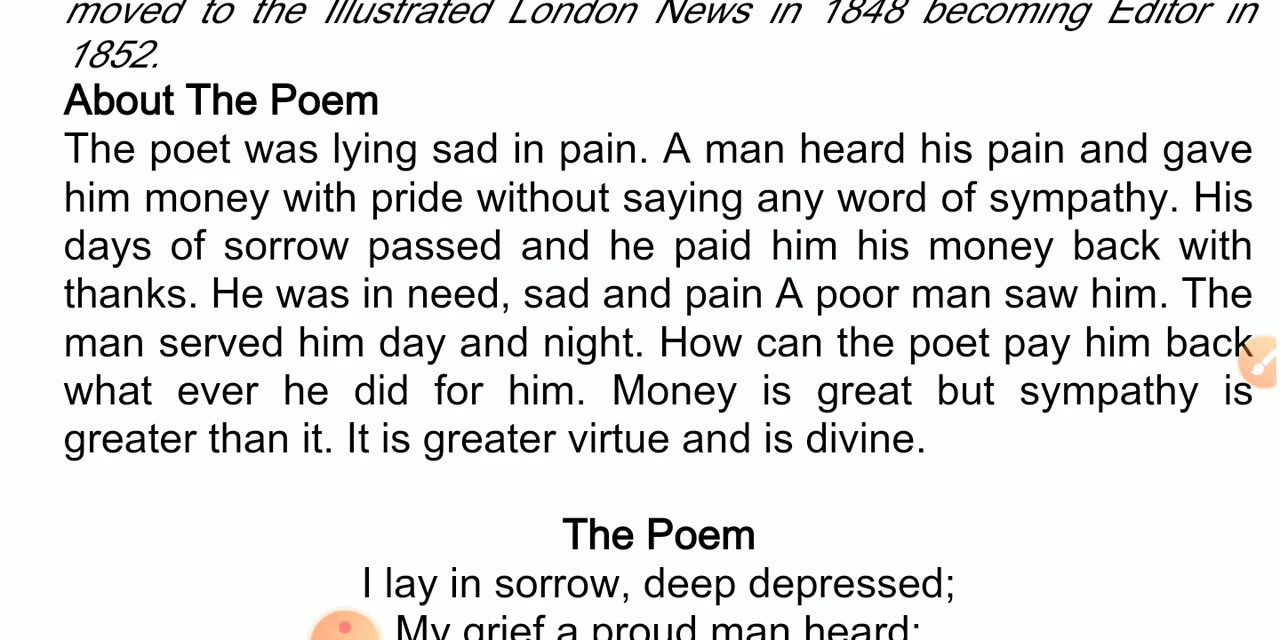 moved to the Illustrated London News in 1848 becoming Editor in
1852.
About The Poem
The poet was lying sad in pain. A man heard his pain and gave
him money with pride without saying any word of sympathy. His
days of sorrow passed and he paid him his money back with
thanks. He was in need, sad and pain A poor man saw him. The
man served him day and night. How can the poet pay him back
what ever he did for him. Money is great but sympathy is
greater than it. It is greater virtue and is divine.
The Poem
I lay in sorrow, deep depressed;
My grief a proud man heard;